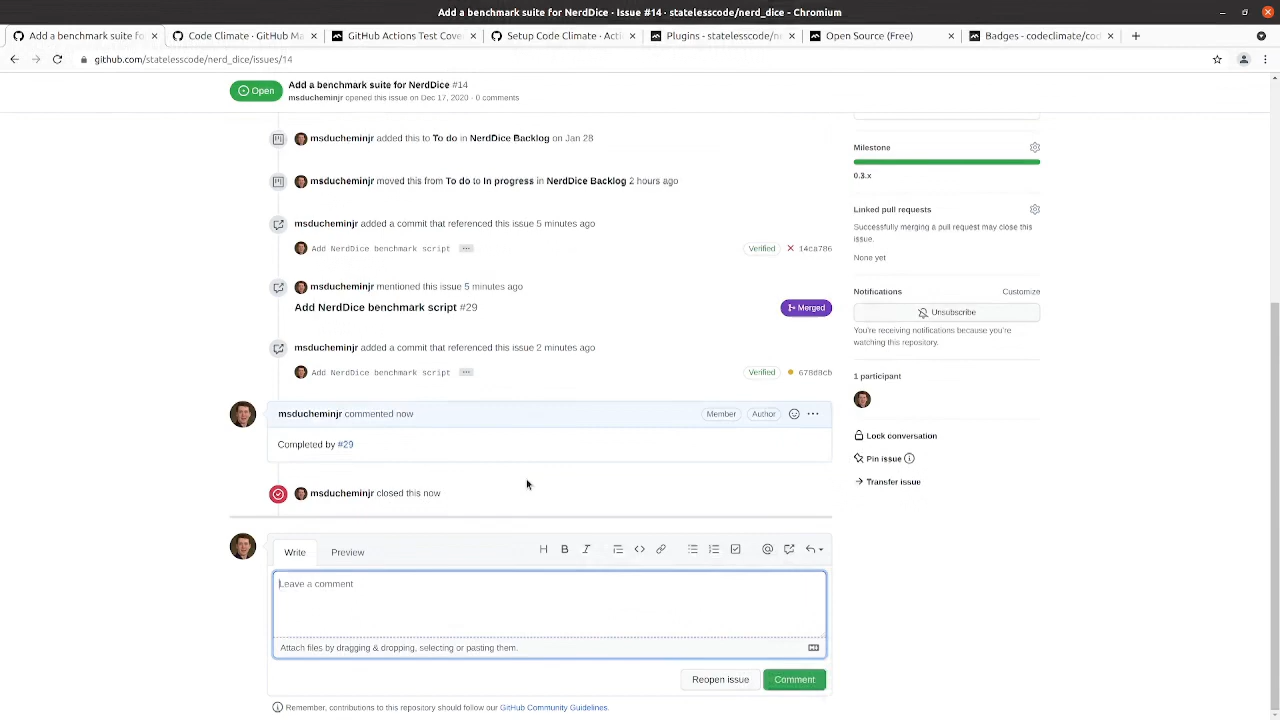 Add a benchmark suite for NerdDice · Issue #14 · statelesscode/nerd_dice - Chromium
Add a benchmark suite fo
Code Climate · GitHub Ma
GitHub Actions Test Cove
Setup Code Climate · Acti
Plugins - statelesscode/ne
Open Source (Free)
Badges - codeclimate/cod
github.com/statelesscode/nerd_dice/issues/14
Open
Add a benchmark suite for NerdDice #14
msducheminjr opened this issue on Dec 17, 2020 · 0 comments
msducheminjr added this to To do in NerdDice Backlog on Jan 28
msducheminjr moved this from To do to In progress in NerdDice Backlog 2 hours ago
msducheminjr added a commit that referenced this issue 5 minutes ago
Add NerdDice benchmark script ...
Verified
14ca786
msducheminjr mentioned this issue 5 minutes ago
Add NerdDice benchmark script #29
Merged
msducheminjr added a commit that referenced this issue 2 minutes ago
Add NerdDice benchmark script ...
Verified
678d8cb
msducheminjr commented now
Member
Author
Completed by #29
msducheminjr closed this now
Write
Preview
Leave a comment
Attach files by dragging & dropping, selecting or pasting them.
Reopen issue
Comment
Remember, contributions to this repository should follow our GitHub Community Guidelines.
Milestone
0.3.x
Linked pull requests
Successfully merging a pull request may close this
issue.
None yet
Notifications
Customize
Unsubscribe
You're receiving notifications because you're
watching this repository.
1 participant
Lock conversation
Pin issue
Transfer issue